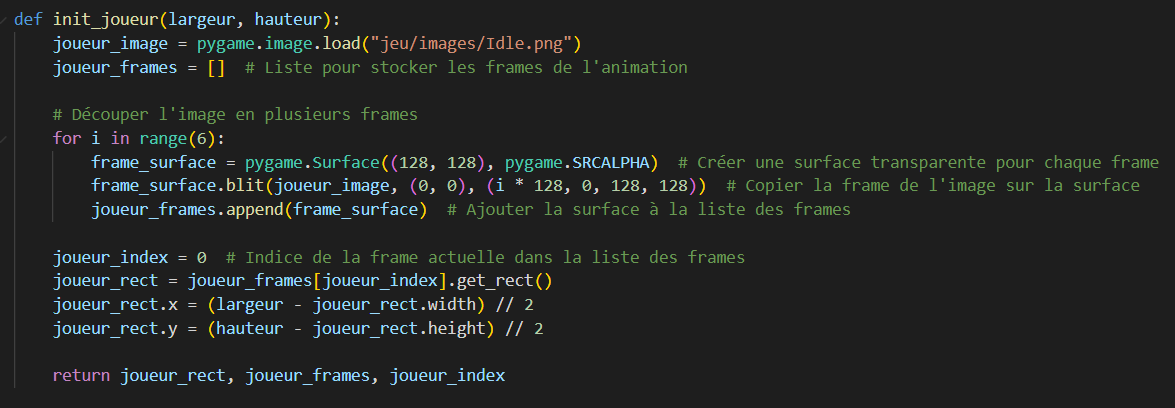 def init_joueur(largeur, hauteur):
    joueur_image = pygame.image.load("jeu/images/Idle.png")
    joueur_frames = []  # Liste pour stocker les frames de l'animation

    # Découper l'image en plusieurs frames
    for i in range(6):
        frame_surface = pygame.Surface((128, 128), pygame.SRCALPHA)  # Créer une surface transparente pour chaque frame
        frame_surface.blit(joueur_image, (0, 0), (i * 128, 0, 128, 128))  # Copier la frame de l'image sur la surface
        joueur_frames.append(frame_surface)  # Ajouter la surface à la liste des frames

    joueur_index = 0  # Indice de la frame actuelle dans la liste des frames
    joueur_rect = joueur_frames[joueur_index].get_rect()
    joueur_rect.x = (largeur - joueur_rect.width) // 2
    joueur_rect.y = (hauteur - joueur_rect.height) // 2

    return joueur_rect, joueur_frames, joueur_index